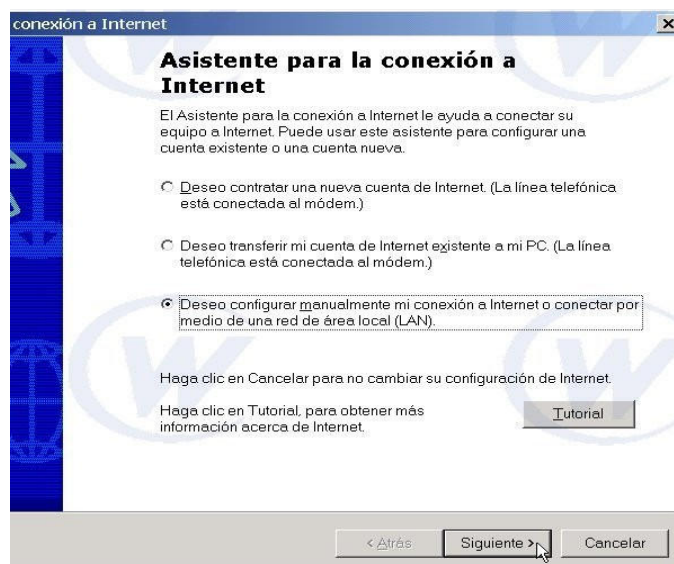 conexión a Internet
Asistente para la conexión a
Internet
El Asistente para la conexión a Internet le ayuda a conectar su
equipo a Internet. Puede usar este asistente para configurar una
cuenta existente o una cuenta nueva.
Deseo contratar una nueva cuenta de Internet. (La línea telefónica
está conectada al módem.)
Deseo transferir mi cuenta de Internet existente a mi PC. (La línea
telefónica está conectada al módem.)
Deseo configurar manualmente mi conexión a Internet o conectar por
medio de una red de área local (LAN).
Haga clic en Cancelar para no cambiar su configuración de Internet.
Haga clic en Tutorial, para obtener más
información acerca de Internet.
Tutorial
< Atrás
Siguiente >
Cancelar